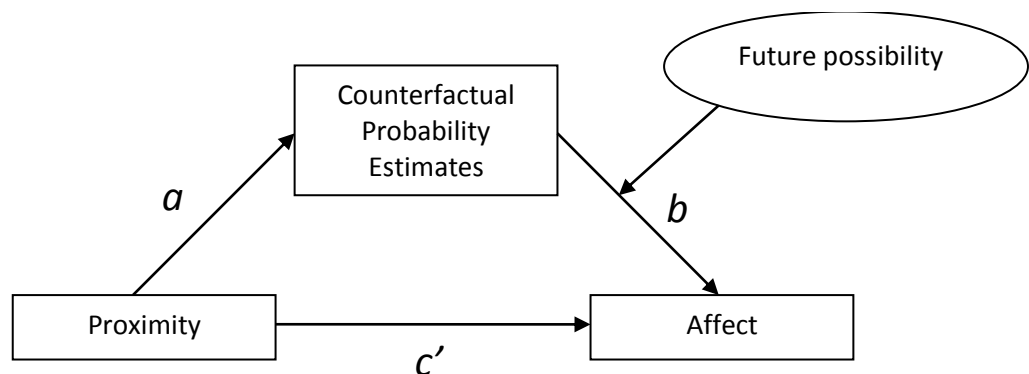 Future possibility
Counterfactual
Probability
Estimates
a
b
Proximity
Affect
c’